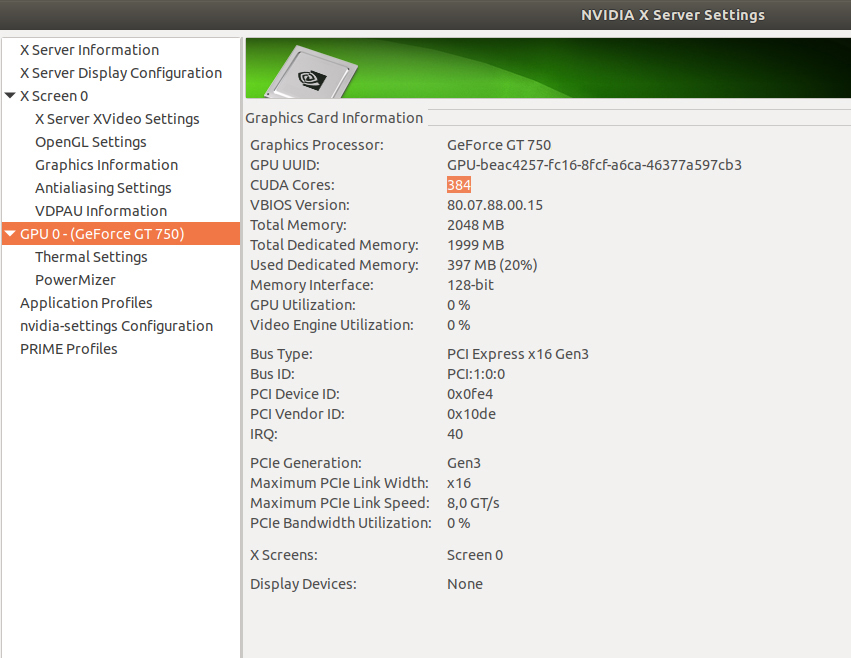 NVIDIA X Server Settings
X Server Information
X Server Display Configuration
X Screen 0
X Server XVideo Settings
OpenGL Settings
Graphics Information
Antialiasing Settings
VDPAU Information
GPU 0 - (GeForce GT 750)
Thermal Settings
PowerMizer
Application Profiles
nvidia-settings Configuration
PRIME Profiles
Graphics Card Information
Graphics Processor: GeForce GT 750
GPU UUID: GPU-beac4257-fc16-8fcf-a6ca-46377a597cb3
CUDA Cores: 384
VBIOS Version: 80.07.88.00.15
Total Memory: 2048 MB
Total Dedicated Memory: 1999 MB
Used Dedicated Memory: 397 MB (20%)
Memory Interface: 128-bit
GPU Utilization: 0 %
Video Engine Utilization: 0 %
Bus Type: PCI Express x16 Gen3
Bus ID: PCI:1:0:0
PCI Device ID: 0x0fe4
PCI Vendor ID: 0x10de
IRQ: 40
PCIe Generation: Gen3
Maximum PCIe Link Width: x16
Maximum PCIe Link Speed: 8,0 GT/s
PCIe Bandwidth Utilization: 0 %
X Screens: Screen 0
Display Devices: None